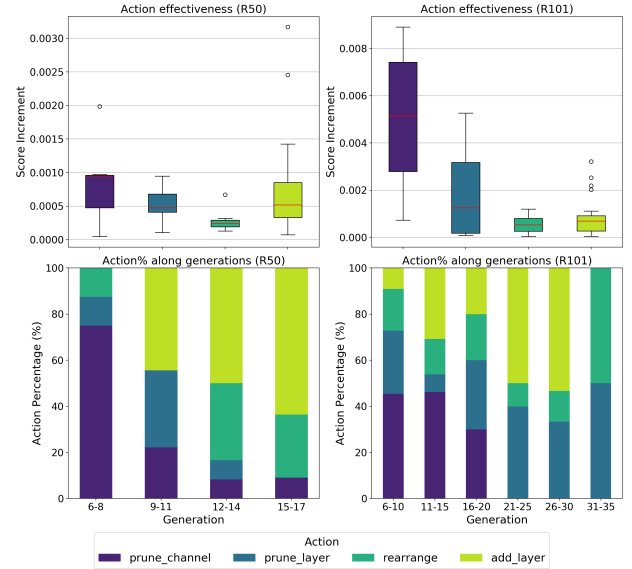 Action effectiveness (R50)
Score Increment
0.0030
0.0025
0.0020
0.0015
0.0010
0.0005
0.0000
Action effectiveness (R101)
Score Increment
0.008
0.006
0.004
0.002
0.000
Action% along generations (R50)
Action Percentage (%)
100
80
60
40
20
0
6-8 9-11 12-14 15-17
Generation
Action% along generations (R101)
Action Percentage (%)
100
80
60
40
20
0
6-10 11-15 16-20 21-25 26-30 31-35
Generation
Action
prune_channel prune_layer rearrange add_layer